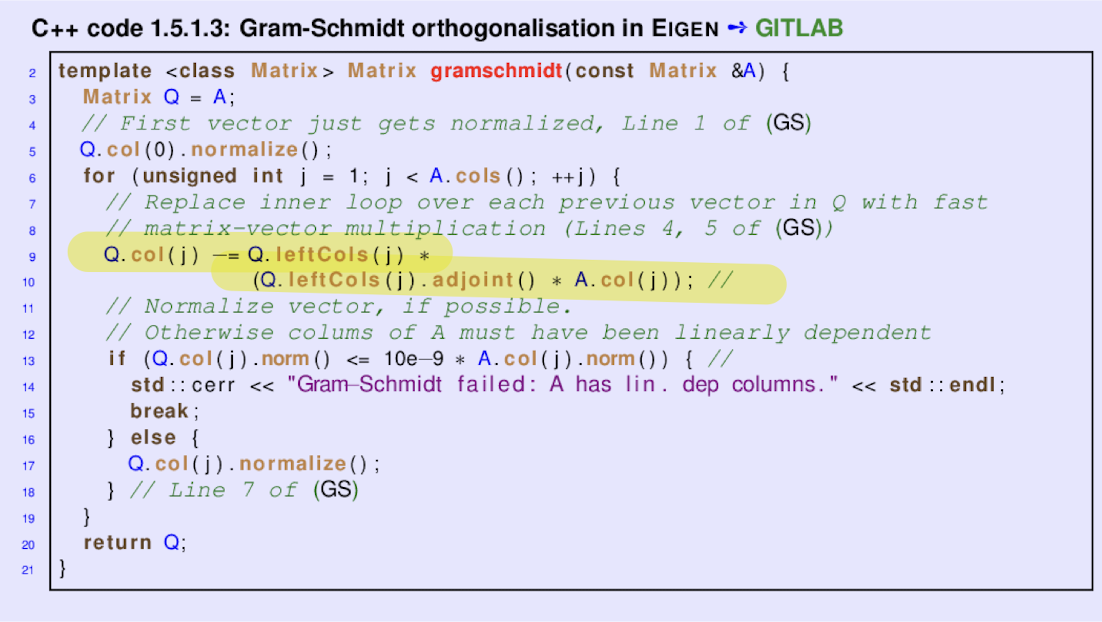 C++ code 1.5.1.3: Gram-Schmidt orthogonalisation in EIGEN ➺ GITLAB
2 template <class Matrix> Matrix gramschmidt(const Matrix &A) {
3 Matrix Q = A;
4 // First vector just gets normalized, Line 1 of (GS)
5 Q.col(0).normalize();
6 for (unsigned int j = 1; j < A.cols(); ++j) {
7 // Replace inner loop over each previous vector in Q with fast
8 // matrix-vector multiplication (Lines 4, 5 of (GS))
9 Q.col(j) -= Q.leftCols(j) *
10 (Q.leftCols(j).adjoint() * A.col(j)); //
11 // Normalize vector, if possible.
12 // Otherwise colums of A must have been linearly dependent
13 if (Q.col(j).norm() <= 10e-9 * A.col(j).norm()) { //
14 std::cerr << "Gram-Schmidt failed: A has lin. dep columns." << std::endl;
15 break;
16 } else {
17 Q.col(j).normalize();
18 } // Line 7 of (GS)
19 }
20 return Q;
21 }